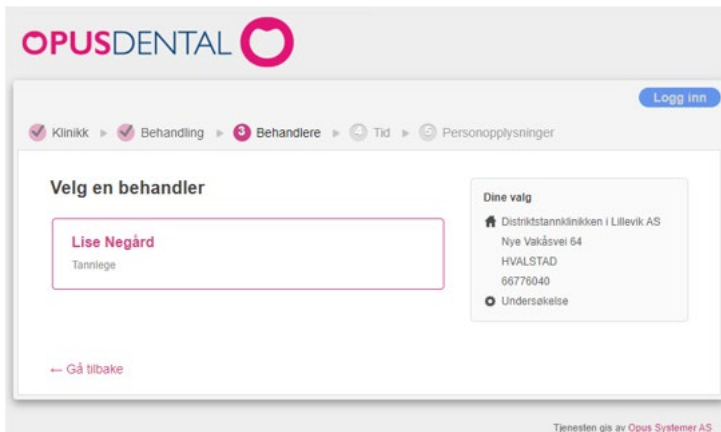 OPUSDENTAL
Logg inn
Klinikk Behandling 3 Behandlere 4 Tid 5 Personopplysninger
Velg en behandler
Lise Negård
Tannlege
Dine valg
Distriktstannklinikken i Lillevik AS
Nye Vakåsvei 64
HVALSTAD
66776040
Undersøkelse
← Gå tilbake
Tjenesten gis av Opus Systemer AS